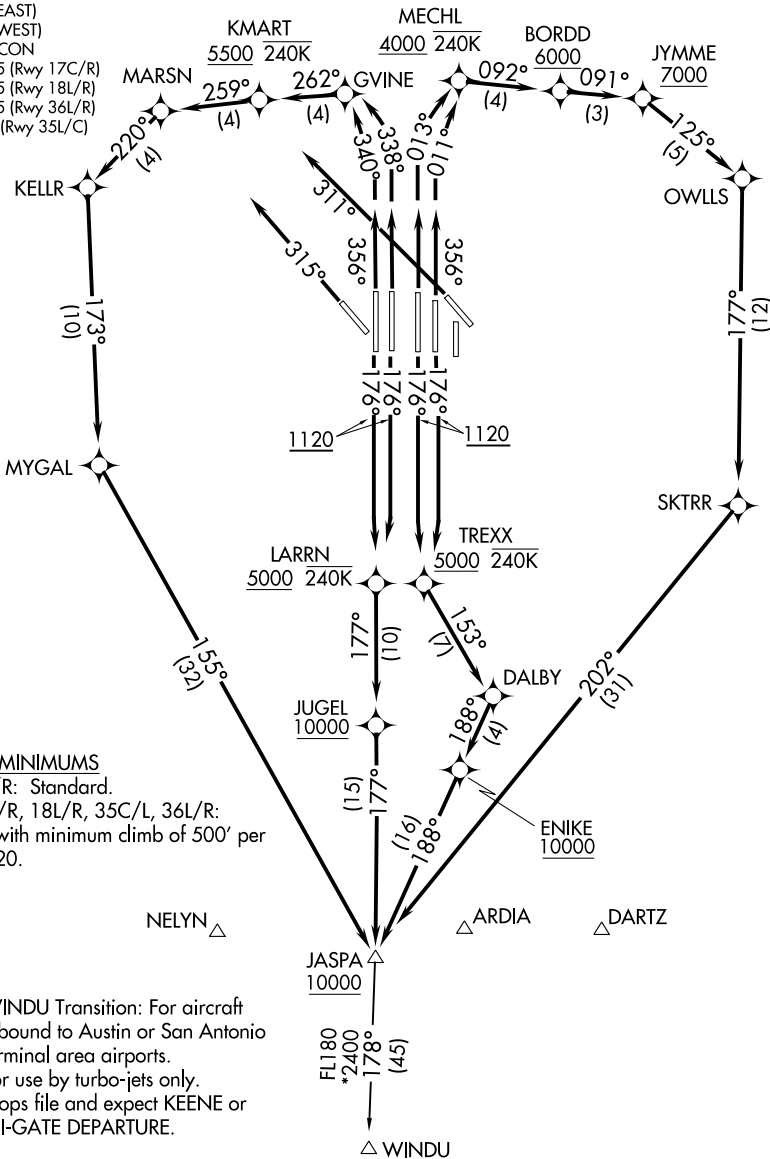 EAST)
WEST)
CON
5 (Rwy 17C/R)
5 (Rwy 18L/R)
5 (Rwy 36L/R)
(Rwy 35L/C)
KMART
5500 240K
MECHL
4000 240K
BORDD
6000
JYMME
7000
MARSN
GVINE
259°
(4)
262°
(4)
092°
(4)
091°
(3)
220°
(4)
125°
(5)
KELLR
OWLLS
340°
338°
013°
011°
311°
315°
356°
356°
173°
(10)
177°
(12)
176°
176°
176°
176°
1120
1120
MYGAL
SKTRR
LARRN
5000 240K
TREXX
5000 240K
155°
(32)
177°
(10)
153°
(7)
202°
(31)
DALBY
JUGEL
10000
188°
(4)
(15)
177°
(16)
188°
ENIKE
10000
MINIMUMS
/R: Standard.
/R, 18L/R, 35C/L, 36L/R:
with minimum climb of 500' per
20.
NELYN
ARDIA
DARTZ
JASPA
10000
WINDU Transition: For aircraft
bound to Austin or San Antonio
rminal area airports.
or use by turbo-jets only.
ops file and expect KEENE or
I-GATE DEPARTURE.
FL180
*2400
178°
(45)
WINDU